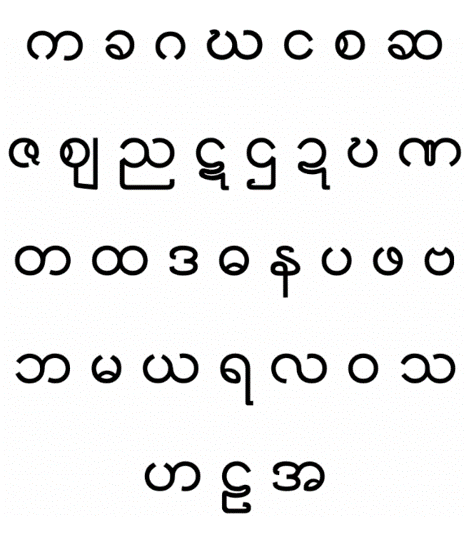 က ခ ဂ ဃ င စ ဆ
ဇ ဈ ည ဋ ဌ ဍ ဎ ဏ
တ ထ ဒ ဓ န ပ ဖ ဗ
ဘ မ ယ ရ လ ဝ သ
ဟ ဠ အ